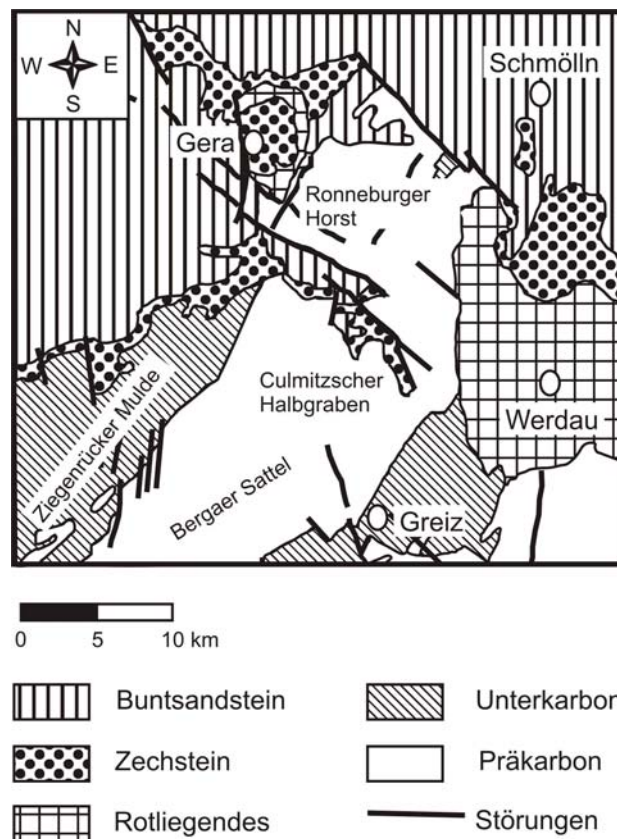 N
W E
S
Schmölln
Gera
Ronneburger
Horst
Culmitzscher
Halbgraben
Werdau
Ziegenrücker Mulde
Bergaer Sattel
Greiz
0 5 10 km
Buntsandstein
Unterkarbon
Zechstein
Präkarbon
Rotliegendes
Störungen